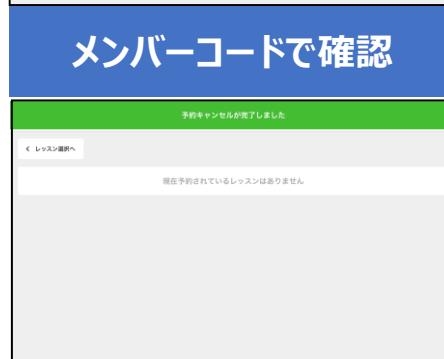 メンバーコードで確認
予約キャンセルが完了しました
く レッスン選択へ
現在予約されているレッスンはありません